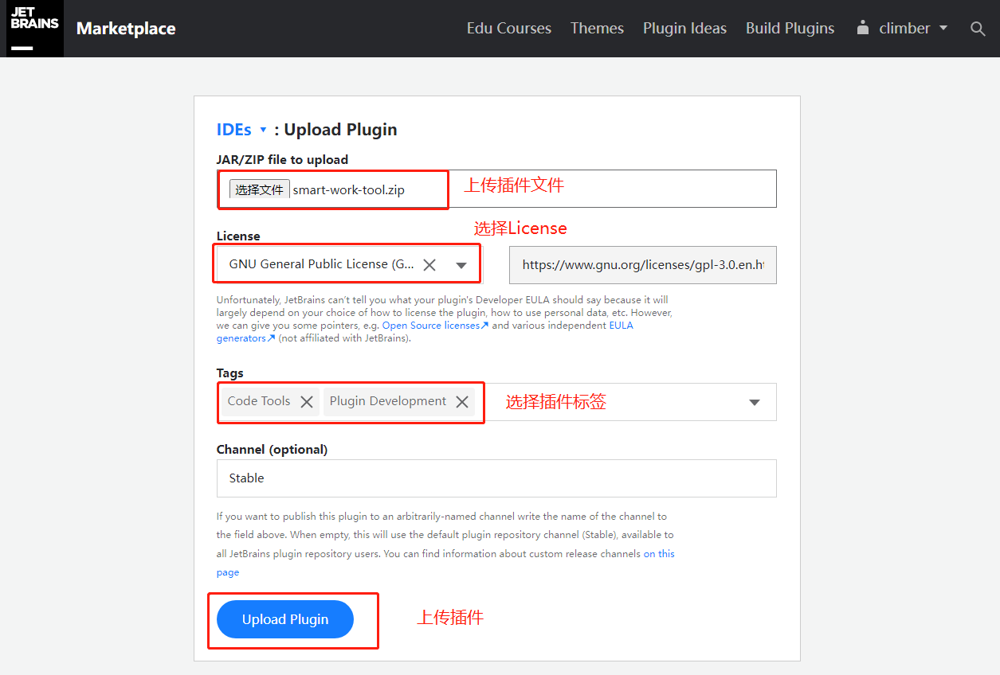 JET
BRAINS
Marketplace
Edu Courses
Themes
Plugin Ideas
Build Plugins
climber
IDEs : Upload Plugin
JAR/ZIP file to upload
选择文件 smart-work-tool.zip
上传插件文件
选择License
License
GNU General Public License (G...
https://www.gnu.org/licenses/gpl-3.0.en.ht
Unfortunately, JetBrains can’t tell you what your plugin's Developer EULA should say because it will
largely depend on your choice of how to license the plugin, how to use personal data, etc. However,
we can give you some pointers, e.g. Open Source licenses↗ and various independent EULA
generators↗ (not affiliated with JetBrains).
Tags
Code Tools
Plugin Development
选择插件标签
Channel (optional)
Stable
If you want to publish this plugin to an arbitrarily-named channel write the name of the channel to
the field above. When empty, this will use the default plugin repository channel (Stable), available to
all JetBrains plugin repository users. You can find information about custom release channels on this
page
Upload Plugin
上传插件